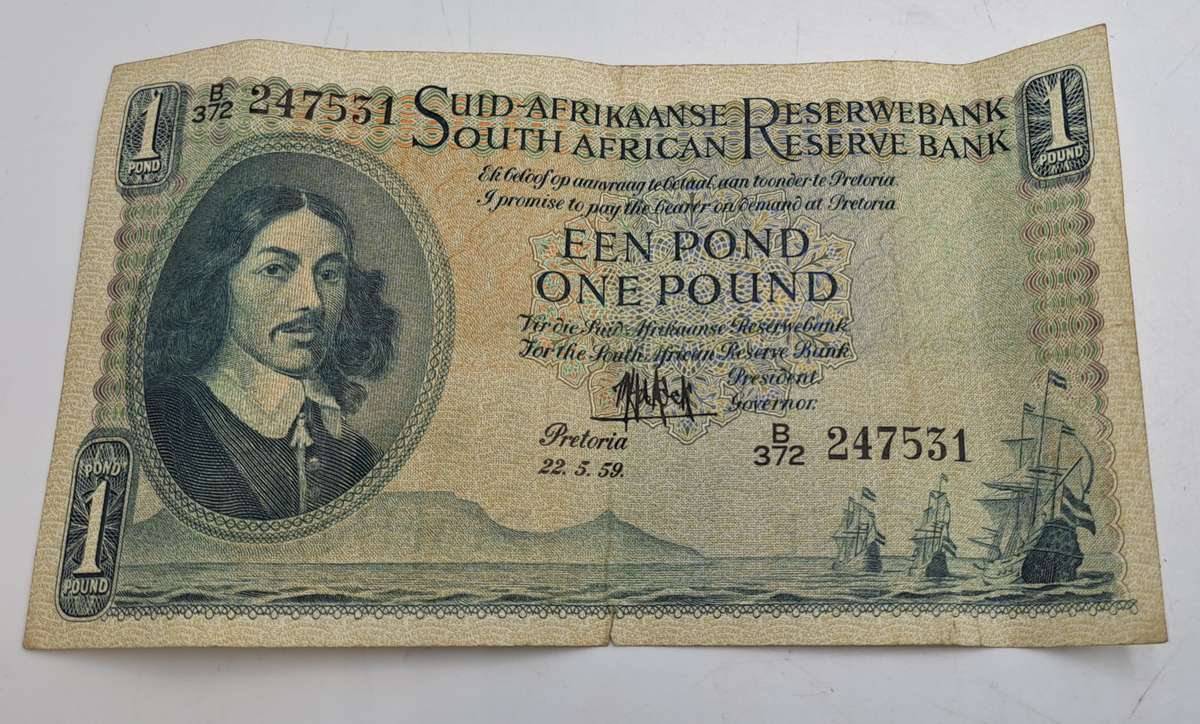 1
POND
B
372 247531
SUID-AFRIKAANSE RESERWEBANK
SOUTH AFRICAN RESERVE BANK
1
POUND
Ek beloof op aanvraag te betaal aan toonder te Pretoria
I promise to pay the bearer on demand at Pretoria
EEN POND
ONE POUND
Vir die Suid-Afrikaanse Reserwebank
For the South African Reserve Bank
President
Governor.
Pretoria
22. 5. 59.
B
372 247531
POND
1
POUND